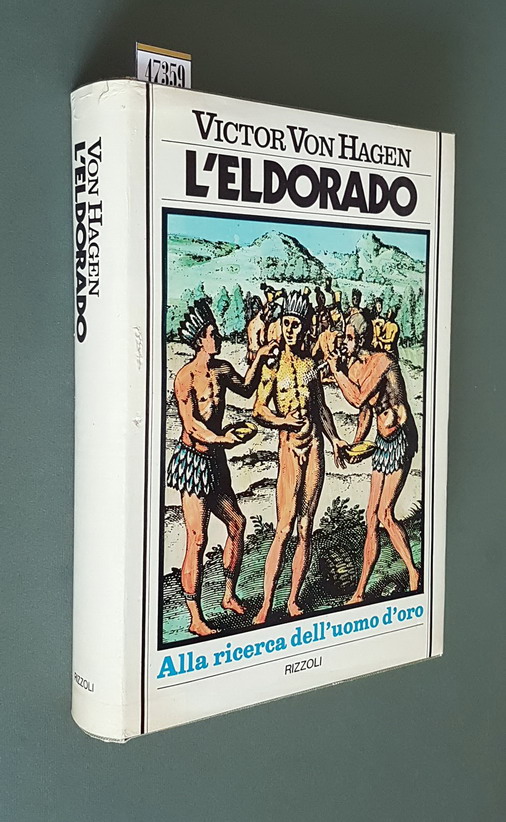 47359
VICTOR VON HAGEN
L'ELDORADO
Alla ricerca dell'uomo d'oro
RIZZOLI
VON HAGEN
L'ELDORADO
RIZZOLI